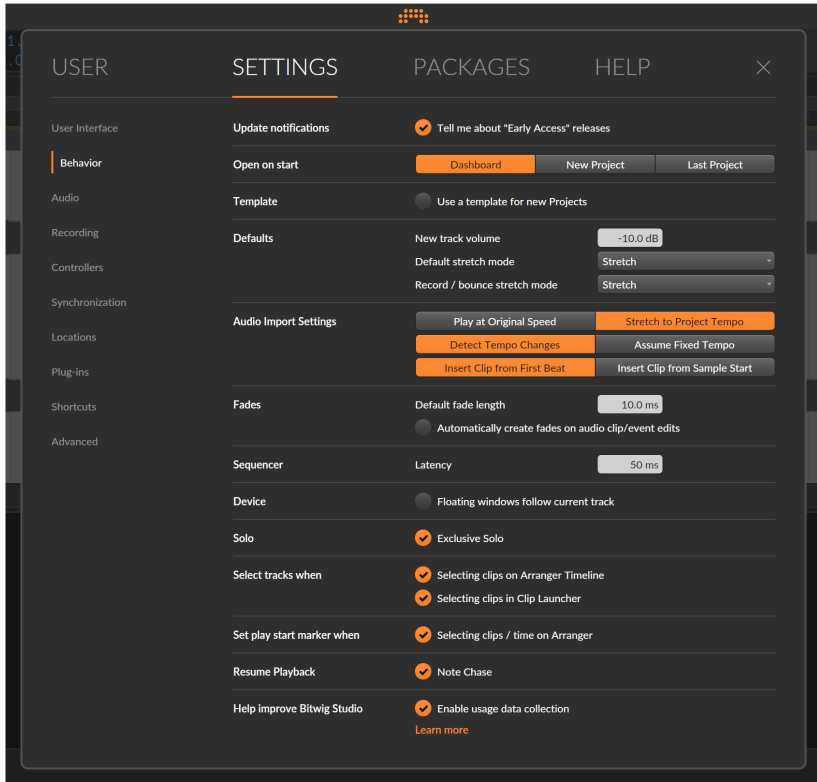 USER SETTINGS PACKAGES HELP
User Interface
Behavior
Audio
Recording
Controllers
Synchronization
Locations
Plug-ins
Shortcuts
Advanced
Update notifications Tell me about "Early Access" releases
Open on start Dashboard New Project Last Project
Template Use a template for new Projects
Defaults New track volume -10.0 dB
Default stretch mode Stretch
Record / bounce stretch mode Stretch
Audio Import Settings Play at Original Speed Stretch to Project Tempo
Detect Tempo Changes Assume Fixed Tempo
Insert Clip from First Beat Insert Clip from Sample Start
Fades Default fade length 10.0 ms
Automatically create fades on audio clip/event edits
Sequencer Latency 50 ms
Device Floating windows follow current track
Solo Exclusive Solo
Select tracks when Selecting clips on Arranger Timeline
Selecting clips in Clip Launcher
Set play start marker when Selecting clips / time on Arranger
Resume Playback Note Chase
Help improve Bitwig Studio Enable usage data collection
Learn more